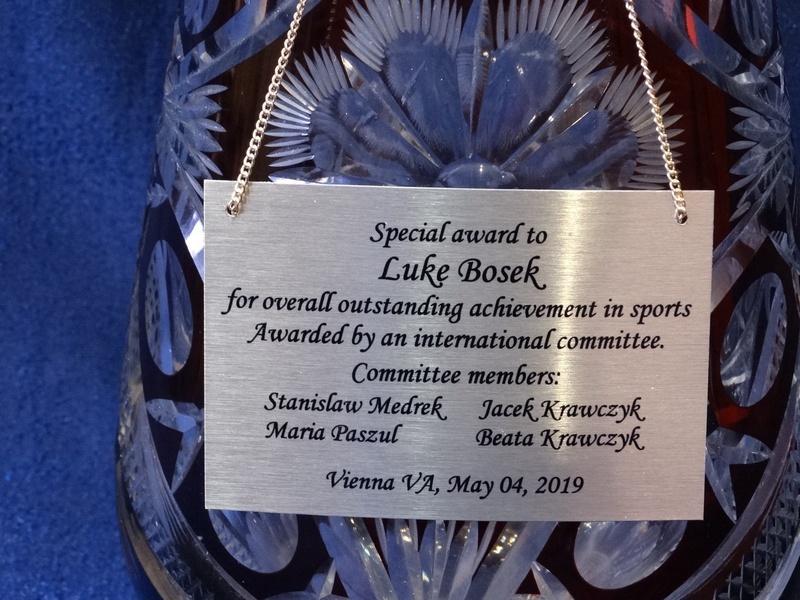 Special award to
Luke Bosek
for overall outstanding achievement in sports
Awarded by an international committee.
Committee members:
Stanislaw Medrek Jacek Krawczyk
Maria Paszul Beata Krawczyk
Vienna VA, May 04, 2019